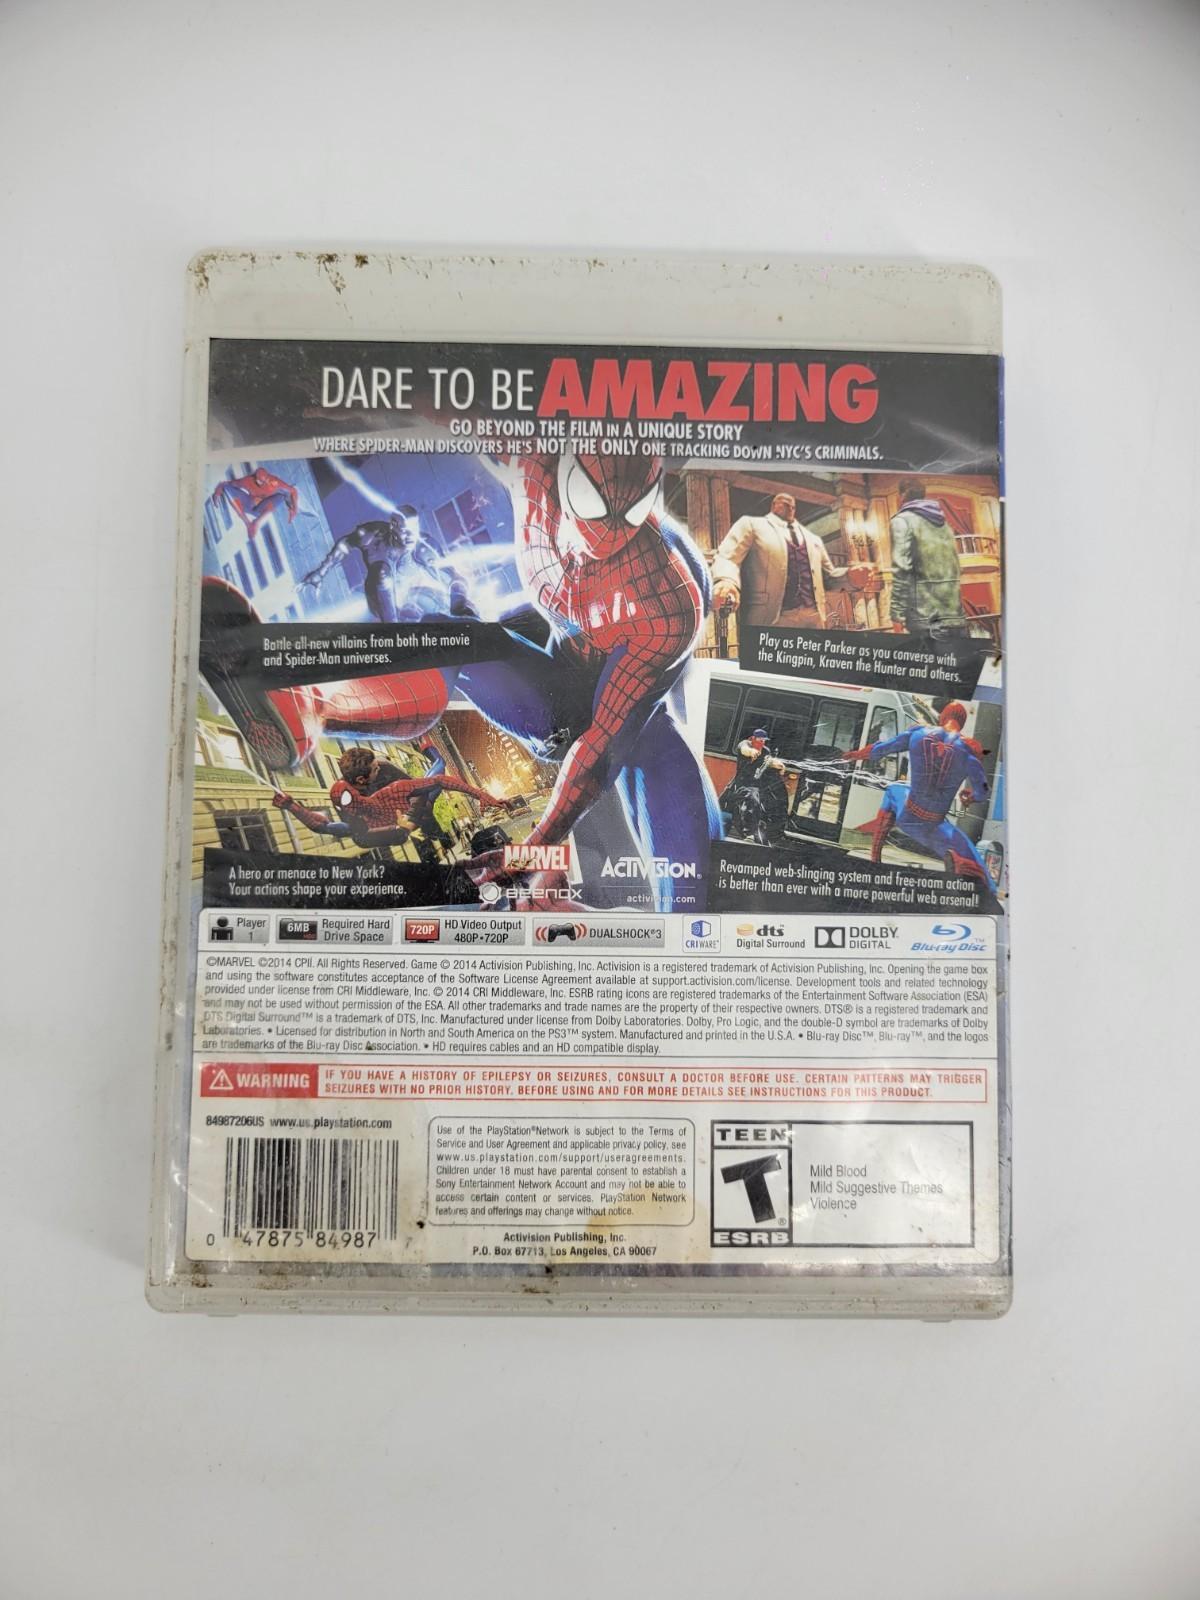 DARE TO BE AMAZING
GO BEYOND THE FILM IN A UNIQUE STORY
WHERE SPIDER-MAN DISCOVERS HE'S NOT THE ONLY ONE TRACKING DOWN NYC'S CRIMINALS.
Battle all-new villains from both the movie
and Spider-Man universes.
Play as Peter Parker as you converse with
the Kingpin, Kraven the Hunter and others.
A hero or menace to New York?
Your actions shape your experience.
MARVEL
BEENOX
ACTIVISION®
activision.com
Revamped web-slinging system and free-roam action
is better than ever with a more powerful web arsenal!
Player
1
6MB
Required Hard
Drive Space
720P
HD Video Output
480P•720P
DUALSHOCK®3
CRIWARE™
dts
Digital Surround
DOLBY
DIGITAL
Blu-ray Disc™
©MARVEL ©2014 CPII. All Rights Reserved. Game © 2014 Activision Publishing, Inc. Activision is a registered trademark of Activision Publishing, Inc. Opening the game box
and using the software constitutes acceptance of the Software License Agreement available at support.activision.com/license. Development tools and related technology
provided under license from CRI Middleware, Inc. © 2014 CRI Middleware, Inc. ESRB rating icons are registered trademarks of the Entertainment Software Association (ESA)
and may not be used without permission of the ESA. All other trademarks and trade names are the property of their respective owners. DTS® is a registered trademark and
DTS Digital Surround™ is a trademark of DTS, Inc. Manufactured under license from Dolby Laboratories. Dolby, Pro Logic, and the double-D symbol are trademarks of Dolby
Laboratories. • Licensed for distribution in North and South America on the PS3™ system. Manufactured and printed in the U.S.A. • Blu-ray Disc™, Blu-ray™, and the logos
are trademarks of the Blu-ray Disc Association. • HD requires cables and an HD compatible display.
WARNING
IF YOU HAVE A HISTORY OF EPILEPSY OR SEIZURES, CONSULT A DOCTOR BEFORE USE. CERTAIN PATTERNS MAY TRIGGER
SEIZURES WITH NO PRIOR HISTORY. BEFORE USING AND FOR MORE DETAILS SEE INSTRUCTIONS FOR THIS PRODUCT.
84987206US www.us.playstation.com
0 47875 84987 7
Use of the PlayStation®Network is subject to the Terms of
Service and User Agreement and applicable privacy policy, see
www.us.playstation.com/support/useragreements.
Children under 18 must have parental consent to establish a
Sony Entertainment Network Account and may not be able to
access certain content or services. PlayStation Network
features and offerings may change without notice.
Activision Publishing, Inc.
P.O. Box 67713, Los Angeles, CA 90067
TEEN
T®
ESRB
Mild Blood
Mild Suggestive Themes
Violence